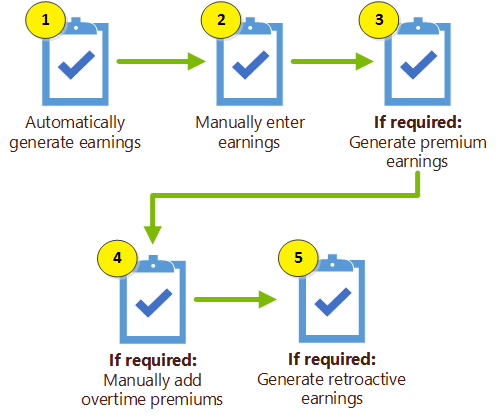 1
2
3
Automatically
generate earnings
Manually enter
earnings
If required:
Generate premium
earnings
4
5
If required:
Manually add
overtime premiums
If required:
Generate retroactive
earnings